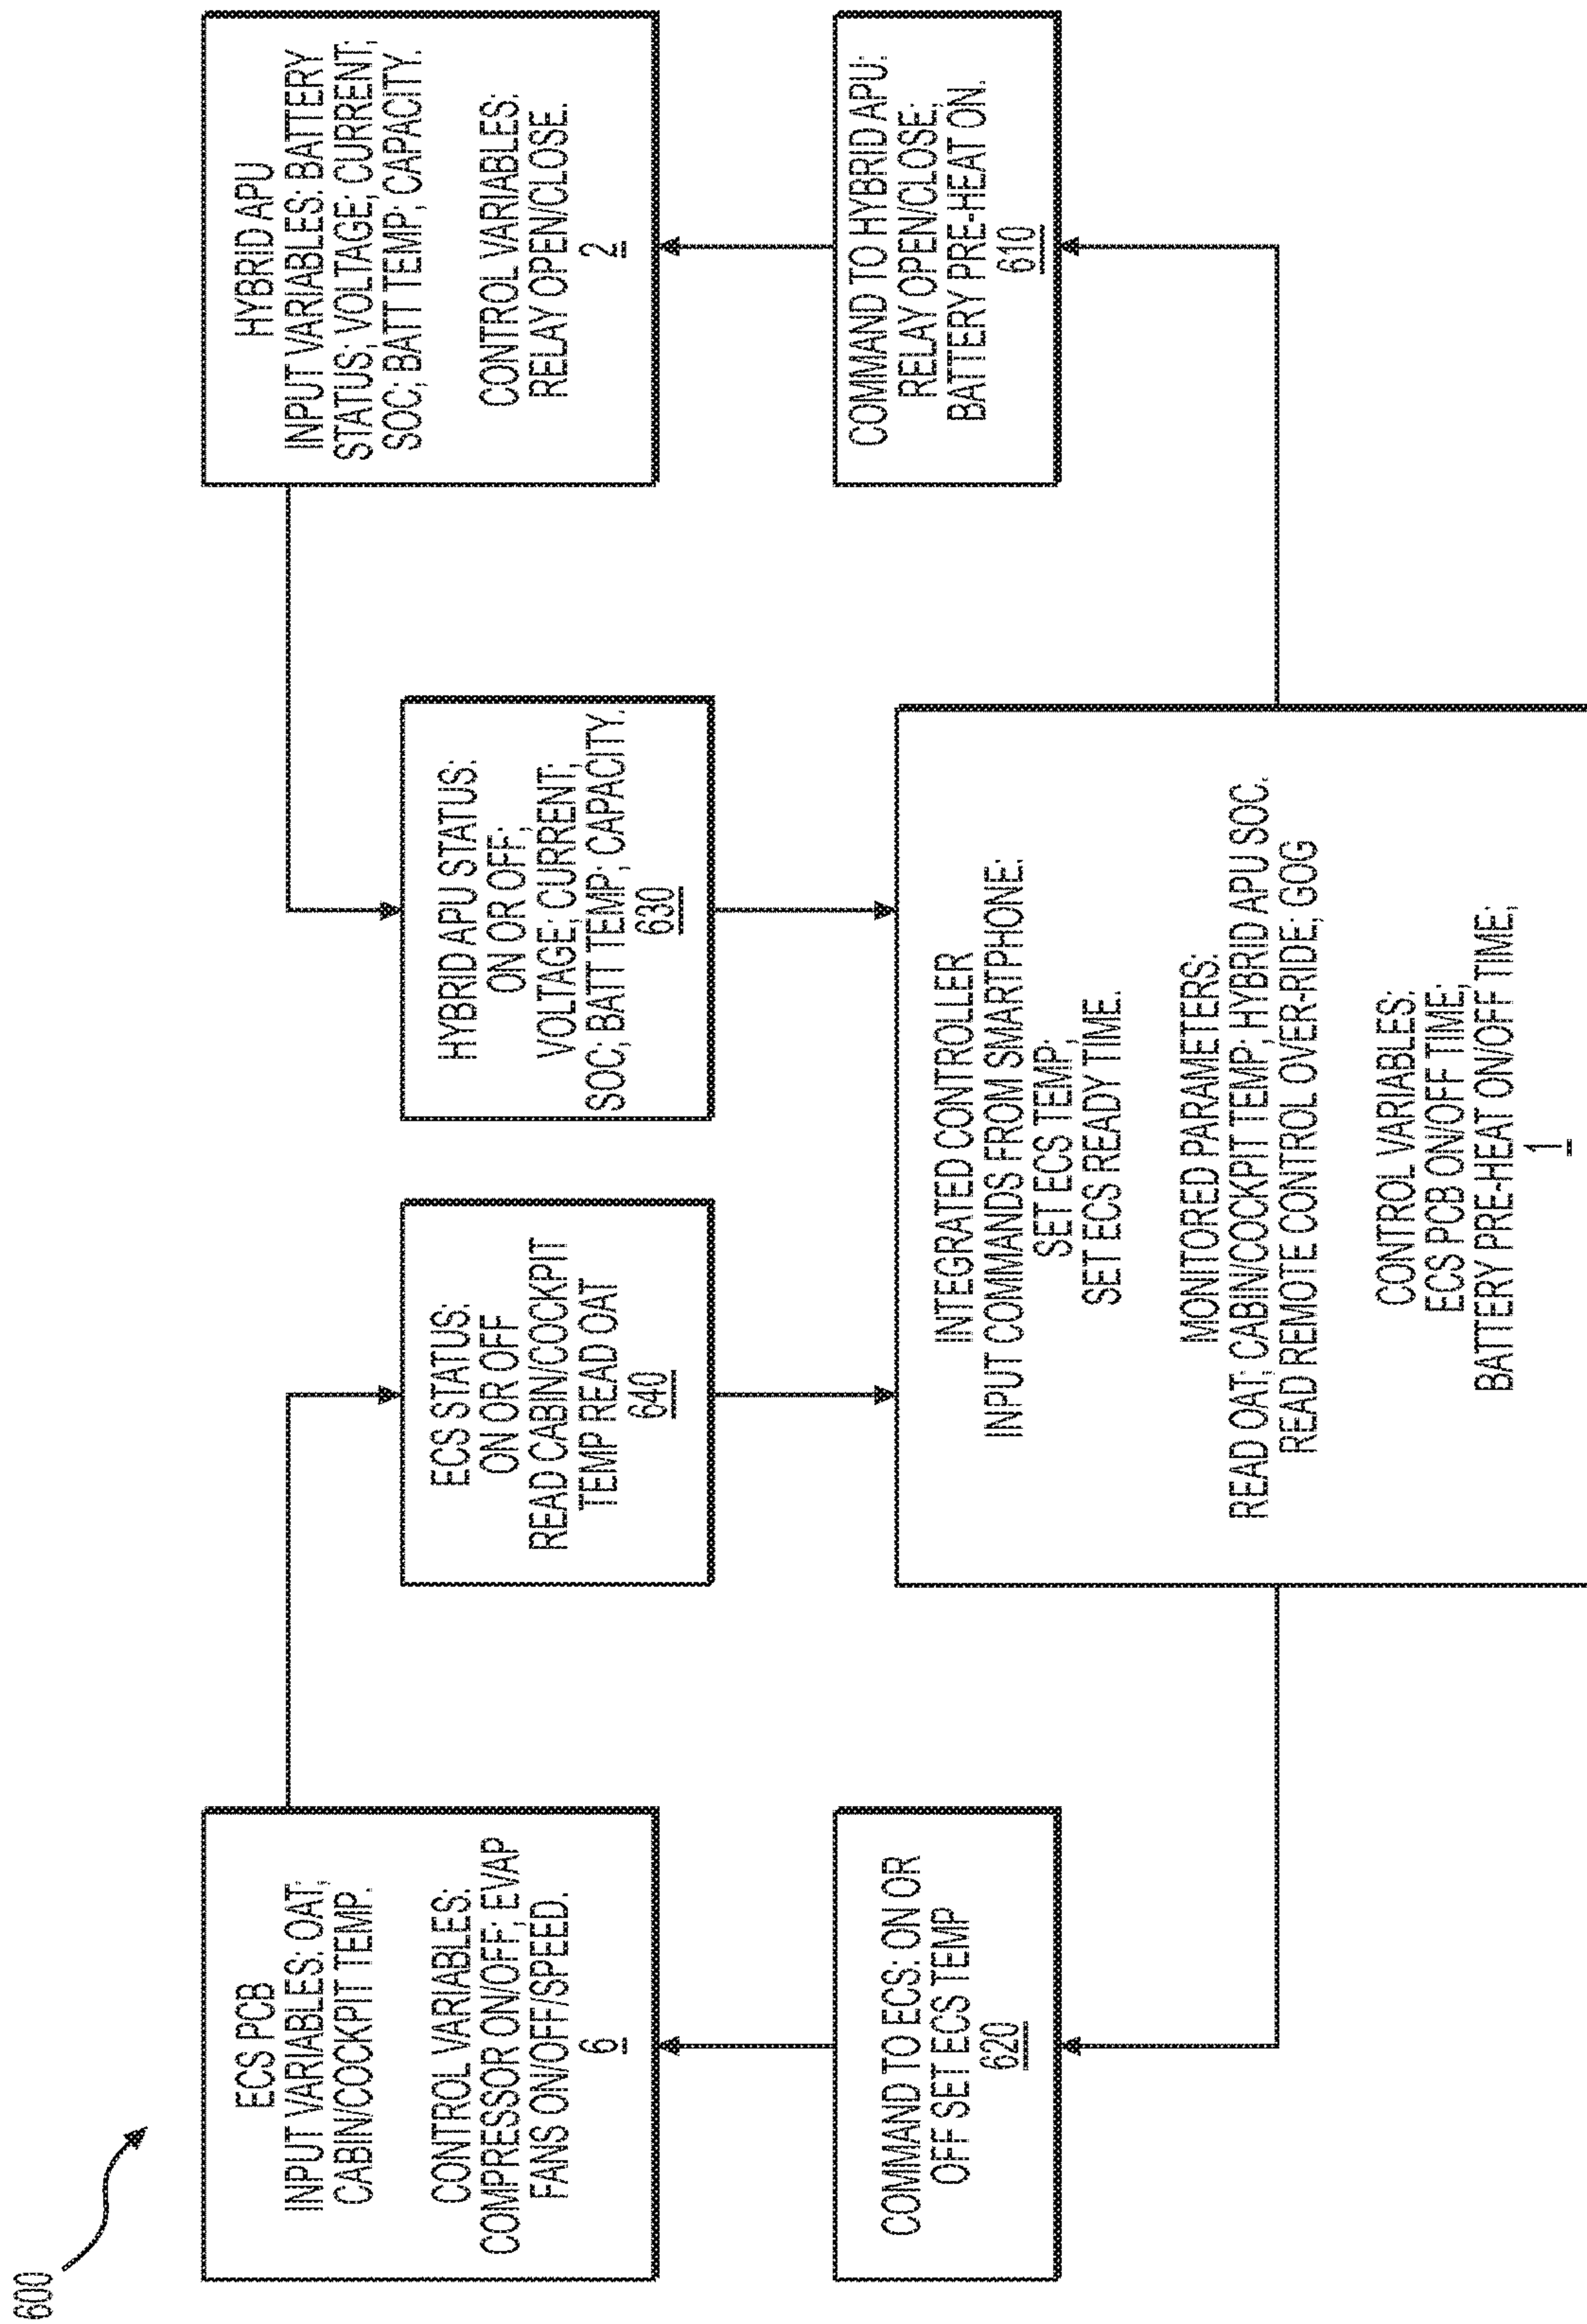 600
ECS PCB
INPUT VARIABLES: OAT;
CABIN/COCKPIT TEMP.
CONTROL VARIABLES:
COMPRESSOR ON/OFF; EVAP
FANS ON/OFF/SPEED.
6
COMMAND TO ECS: ON OR
OFF SET ECS TEMP
620
ECS STATUS:
ON OR OFF
READ CABIN/COCKPIT
TEMP READ OAT
640
HYBRID APU STATUS:
ON OR OFF;
VOLTAGE; CURRENT;
SOC; BATT TEMP; CAPACITY.
630
INTEGRATED CONTROLLER
INPUT COMMANDS FROM SMARTPHONE:
SET ECS TEMP;
SET ECS READY TIME.
MONITORED PARAMETERS:
READ OAT; CABIN/COCKPIT TEMP; HYBRID APU SOC.
READ REMOTE CONTROL OVER-RIDE; GOG
CONTROL VARIABLES:
ECS PCB ON/OFF TIME;
BATTERY PRE-HEAT ON/OFF TIME;
1
HYBRID APU
INPUT VARIABLES: BATTERY
STATUS; VOLTAGE; CURRENT;
SOC; BATT TEMP; CAPACITY.
CONTROL VARIABLES:
RELAY OPEN/CLOSE.
2
COMMAND TO HYBRID APU:
RELAY OPEN/CLOSE;
BATTERY PRE-HEAT ON.
610